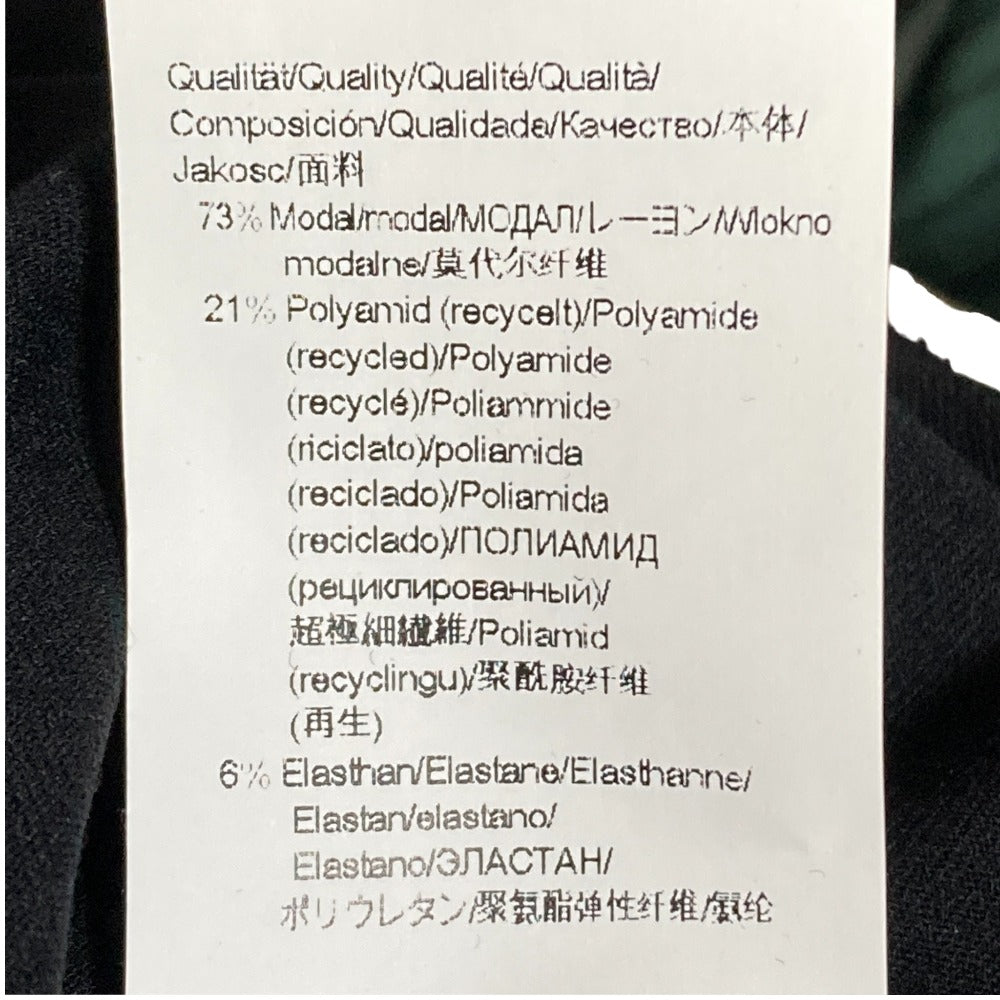 Qualität/Quality/Qualité/Qualità/
Composición/Qualidade/Качество/本体/
Jakosc/面料
73% Modal/modal/МОДАЛ/レーヨン/Mokno
modalne/莫代尔纤维
21% Polyamid (recycelt)/Polyamide
(recycled)/Polyamide
(recyclé)/Poliammide
(riciclato)/poliamida
(reciclado)/Poliamida
(reciclado)/ПОЛИАМИД
(рециклированный)/
超極細繊維/Poliamid
(recyclingu)/聚酰胺纤维
(再生)
6% Elasthan/Elastane/Elasthanne/
Elastan/elastano/
Elastano/ЭЛАСТАН/
ポリウレタン/聚氨酯弹性纤维/氨纶